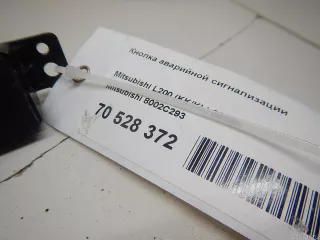 Кнопка аварийной сигнализации
Mitsubishi L200
Mitsubishi 8002C293
70 528 372